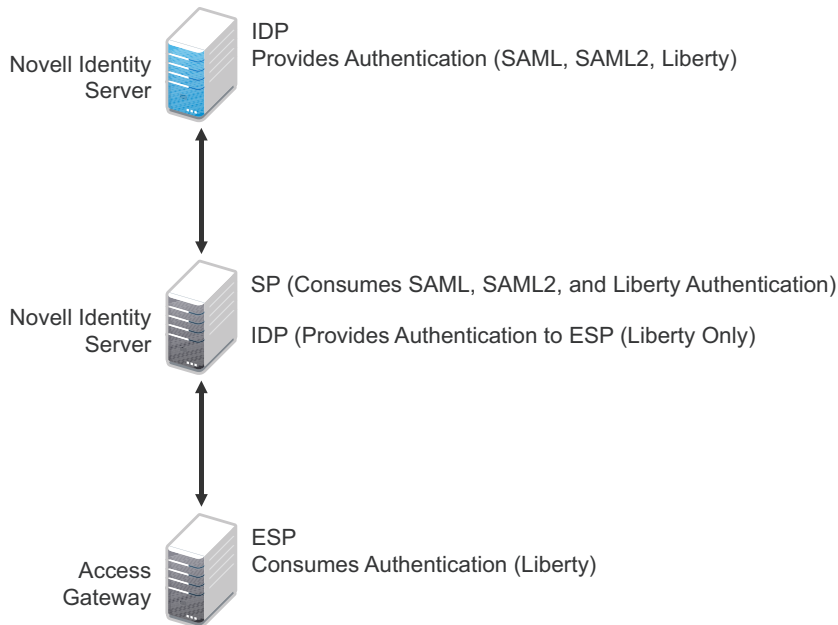 IDP
Provides Authentication (SAML, SAML2, Liberty)
Novell Identity
Server
SP (Consumes SAML, SAML2, and Liberty Authentication)
IDP (Provides Authentication to ESP (Liberty Only)
Novell Identity
Server
ESP
Consumes Authentication (Liberty)
Access
Gateway